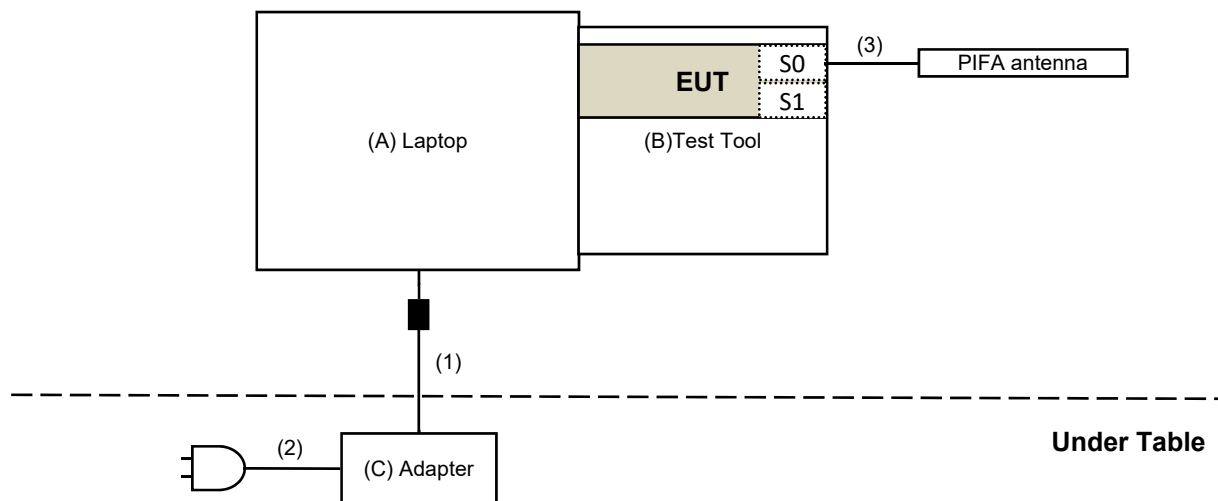 (3)
PIFA antenna
S0
EUT
S1
(A) Laptop
(B)Test Tool
(1)
Under Table
(2)
(C) Adapter